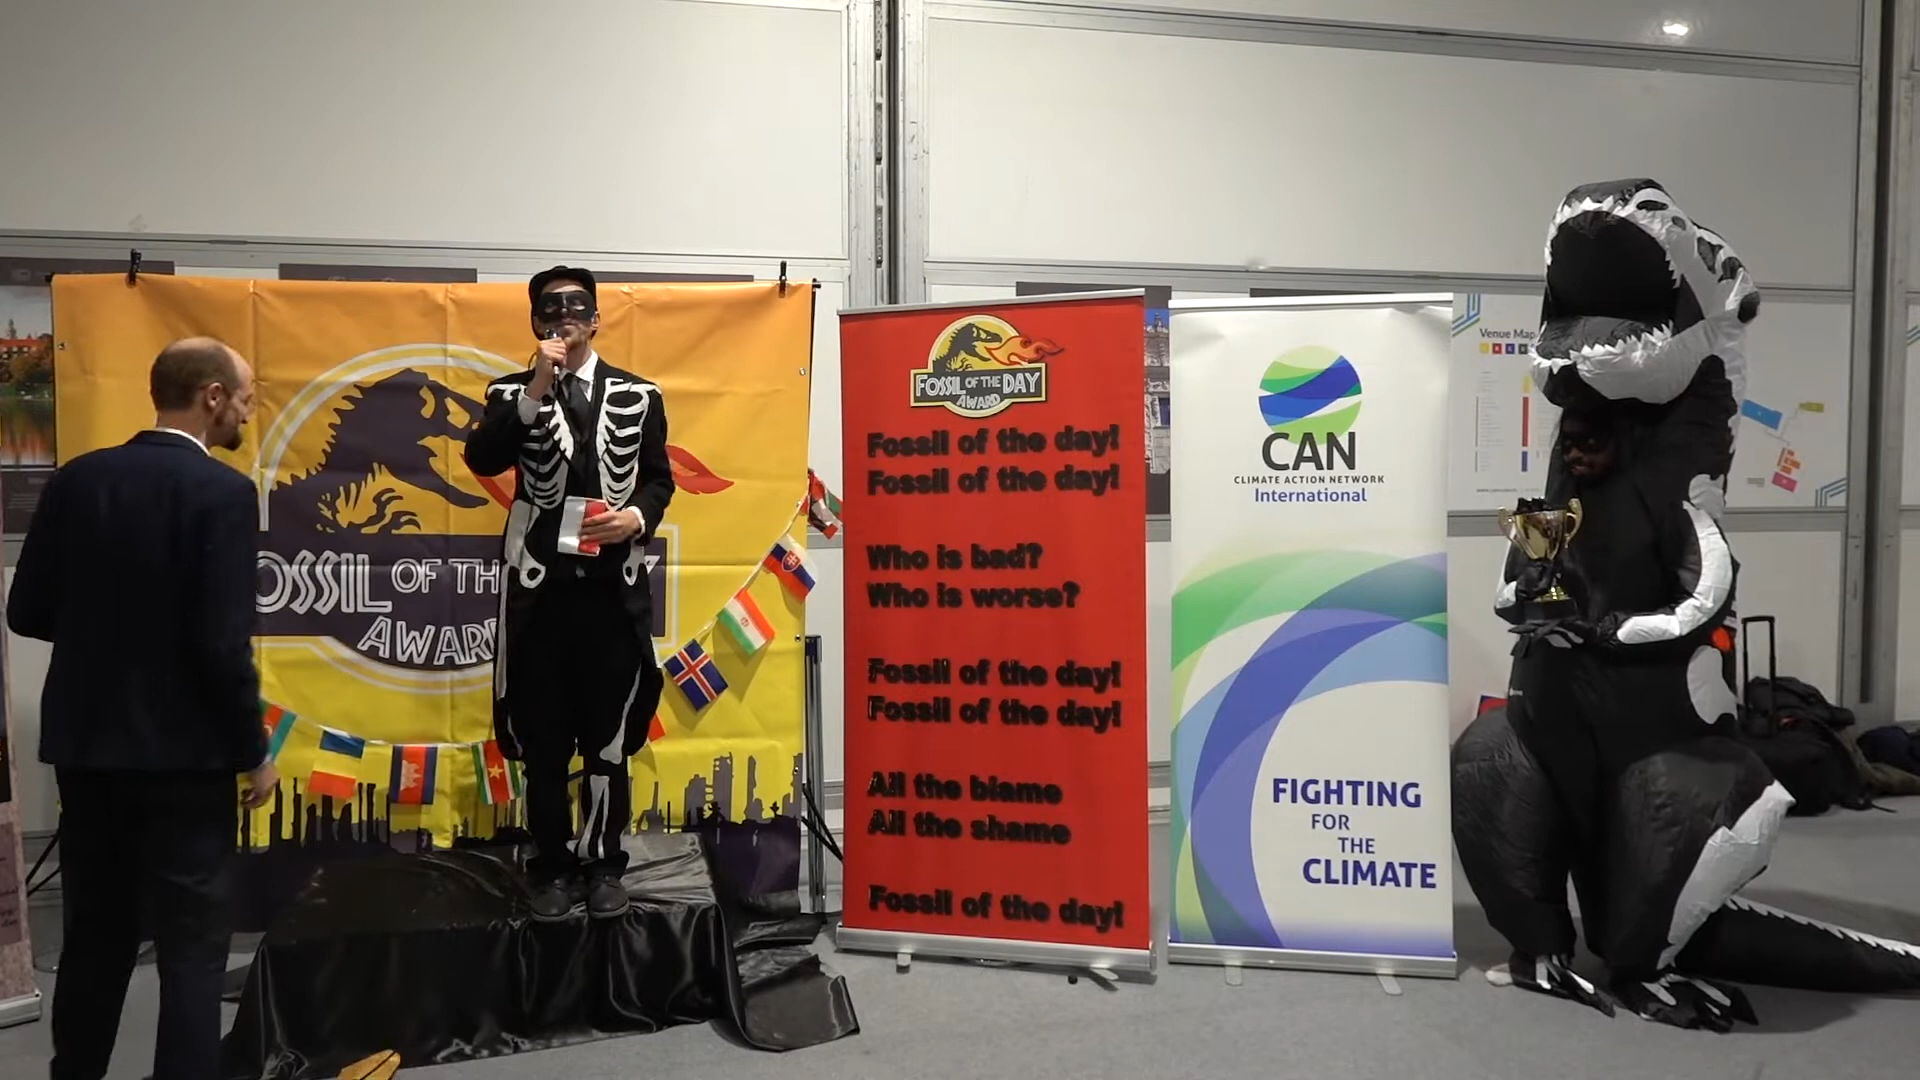 OSSIL OF TH
AWARD
FOSSIL OF THE DAY
AWARD
Fossil of the day!
Fossil of the day!
Who is bad?
Who is worse?
Fossil of the day!
Fossil of the day!
All the blame
All the shame
Fossil of the day!
CAN
CLIMATE ACTION NETWORK
International
FIGHTING
FOR
THE
CLIMATE
Venue Map